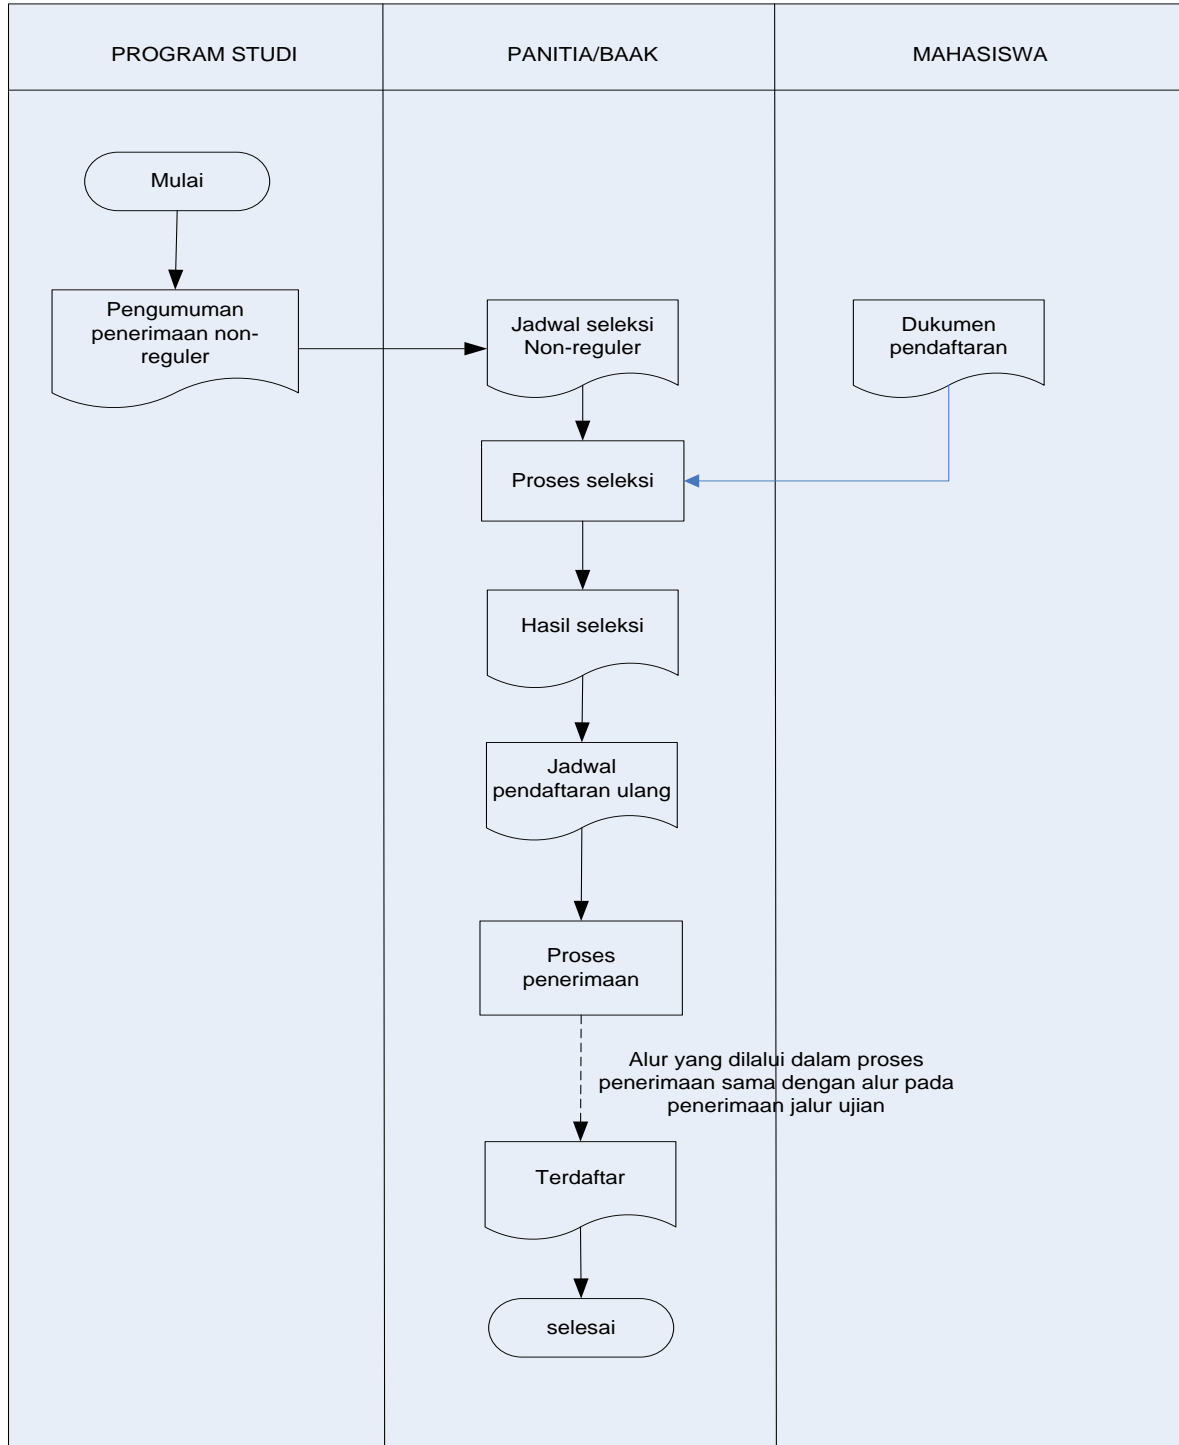 PROGRAM STUDI
PANITIA/BAAK
MAHASISWA
Mulai
Pengumuman
penerimaan non-
reguler
Jadwal seleksi
Non-reguler
Dukumen
pendaftaran
Proses seleksi
Hasil seleksi
Jadwal
pendaftaran ulang
Proses
penerimaan
Alur yang dilalui dalam proses
penerimaan sama dengan alur pada
penerimaan jalur ujian
Terdaftar
selesai